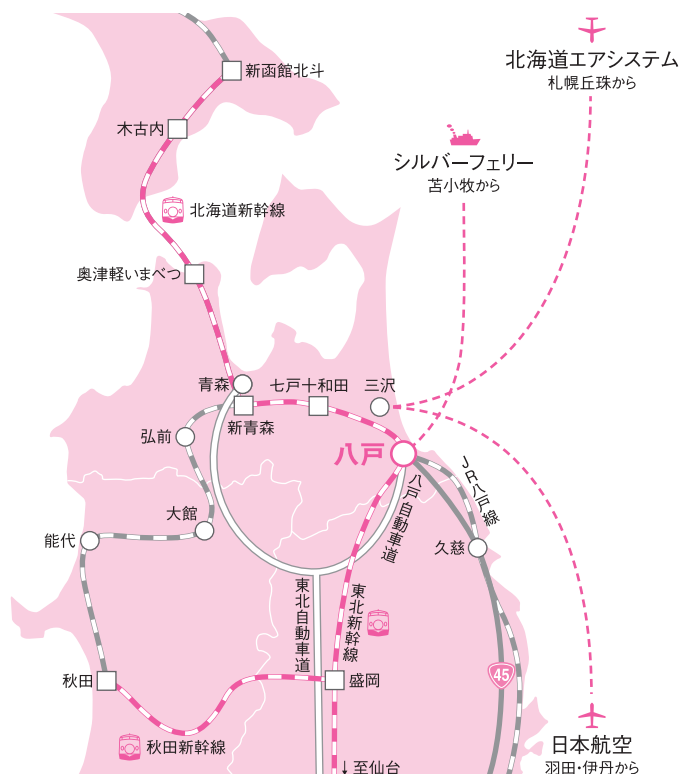 新函館北斗
北海道エアシステム
札幌丘珠から
木古内
シルバーフェリー
苫小牧から
北海道新幹線
奥津軽いまべつ
青森
七戸十和田
三沢
新青森
弘前
八戸
JR八戸線
八戸自動車道
大館
能代
久慈
東北自動車道
東北新幹線
秋田
盛岡
45
秋田新幹線
日本航空
羽田・伊丹から
↓至仙台